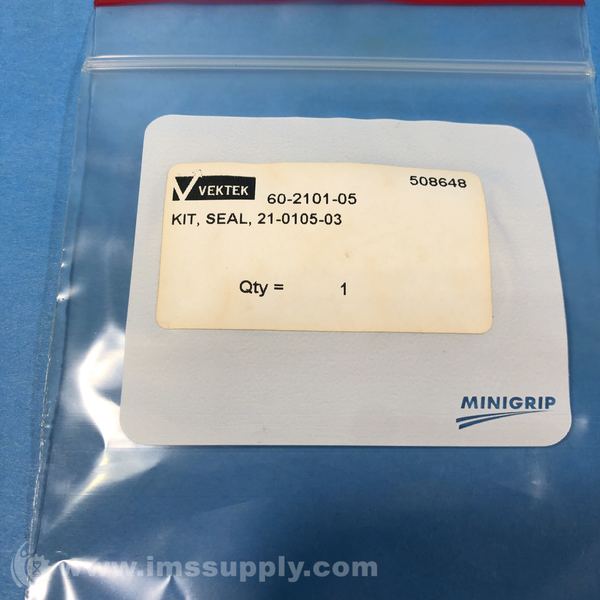 VEKTEK 60-2101-05 508648
KIT, SEAL, 21-0105-03
Qty = 1
MINIGRIP
www.imssupply.com